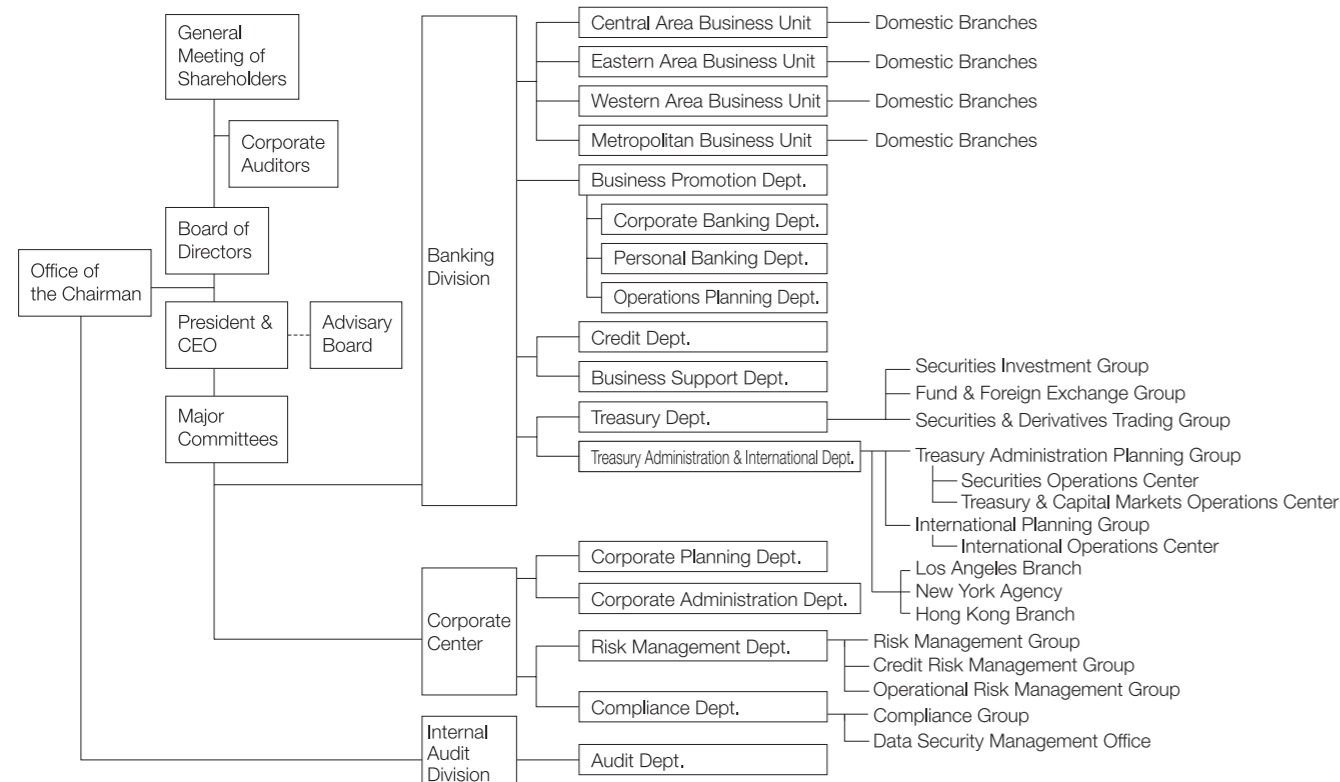 General
Meeting of
Shareholders
Corporate
Auditors
Board of
Directors
Office of
the Chairman
President &
CEO
Advisary
Board
Major
Committees
Banking
Division
Central Area Business Unit
Domestic Branches
Eastern Area Business Unit
Domestic Branches
Western Area Business Unit
Domestic Branches
Metropolitan Business Unit
Domestic Branches
Business Promotion Dept.
Corporate Banking Dept.
Personal Banking Dept.
Operations Planning Dept.
Credit Dept.
Business Support Dept.
Treasury Dept.
Securities Investment Group
Fund & Foreign Exchange Group
Securities & Derivatives Trading Group
Treasury Administration & International Dept.
Treasury Administration Planning Group
Securities Operations Center
Treasury & Capital Markets Operations Center
International Planning Group
International Operations Center
Los Angeles Branch
New York Agency
Hong Kong Branch
Corporate
Center
Corporate Planning Dept.
Corporate Administration Dept.
Risk Management Dept.
Risk Management Group
Credit Risk Management Group
Operational Risk Management Group
Compliance Dept.
Compliance Group
Data Security Management Office
Internal
Audit
Division
Audit Dept.